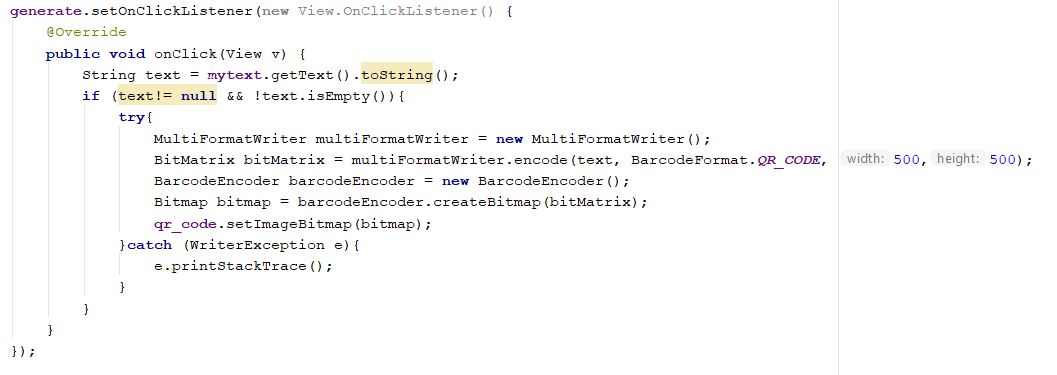 generate.setOnClickListener(new View.OnClickListener() {
    @Override
    public void onClick(View v) {
        String text = mytext.getText().toString();
        if (text!= null && !text.isEmpty()){
            try{
                MultiFormatWriter multiFormatWriter = new MultiFormatWriter();
                BitMatrix bitMatrix = multiFormatWriter.encode(text, BarcodeFormat.QR_CODE, width: 500, height: 500);
                BarcodeEncoder barcodeEncoder = new BarcodeEncoder();
                Bitmap bitmap = barcodeEncoder.createBitmap(bitMatrix);
                qr_code.setImageBitmap(bitmap);
            }catch (WriterException e){
                e.printStackTrace();
            }
        }
    }
});